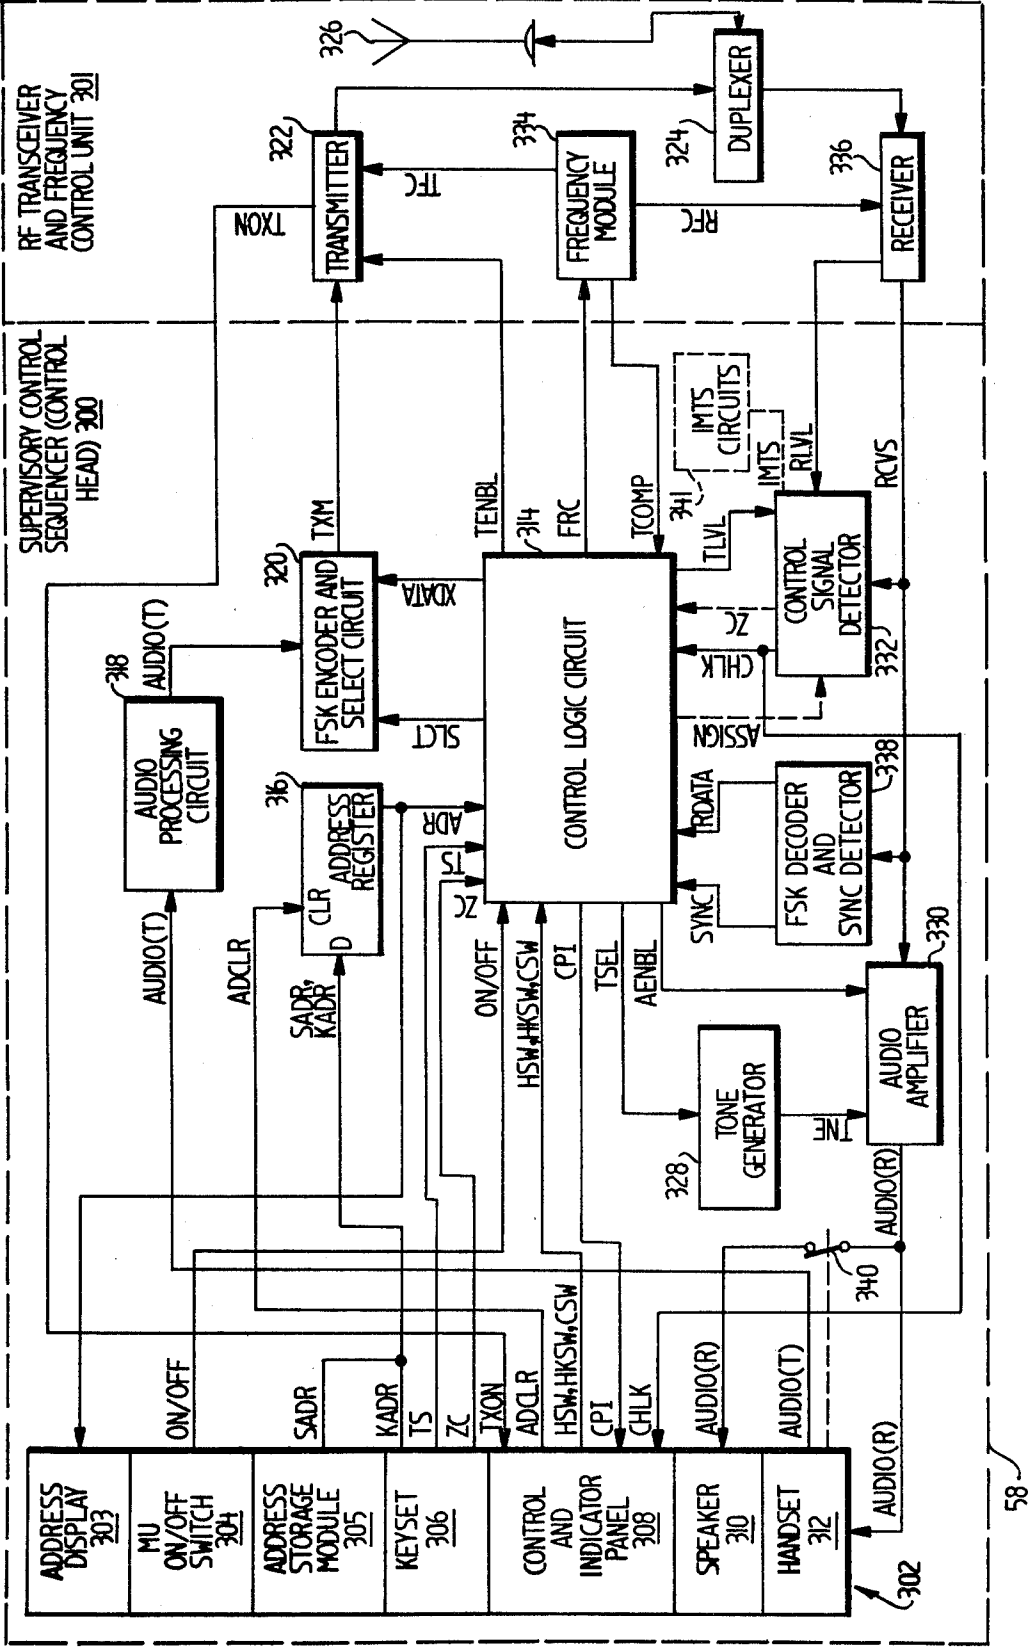 RF TRANSCEIVER
AND FREQUENCY
CONTROL UNIT 301
SUPERVISORY CONTROL
SEQUENCER (CONTROL
HEAD) 300
326
TXON
322
TRANSMITTER
TFC
334
FREQUENCY
MODULE
RFC
324
DUPLEXER
336
RECEIVER
318
AUDIO
PROCESSING
CIRCUIT
AUDIO(T)
AUDIO(T)
320
FSK ENCODER AND
SELECT CIRCUIT
TXM
XDATA
SLCT
TENBL
314
CONTROL LOGIC CIRCUIT
FRC
TCOMP
341
IMTS
CIRCUITS
IMTS
RLVL
RCVS
TLVL
ZC
CHLK
ASSIGN
332
CONTROL
SIGNAL
DETECTOR
316
CLR
D
ADDRESS
REGISTER
ADCLR
SADR,
KADR
ADR
TS
ZC
ON/OFF
HSW,HKSW,CSW
CPI
TSEL
AENBL
SYNC
RDATA
338
FSK DECODER
AND
SYNC DETECTOR
330
AUDIO
AMPLIFIER
TNE
328
TONE
GENERATOR
AUDIO(R)
340
ON/OFF
SADR
KADR
TS
ZC
TXON
ADCLR
HSW,HKSW,CSW
CPI
CHLK
AUDIO(R)
AUDIO(T)
AUDIO(R)
ADDRESS
DISPLAY
303
MU
ON/OFF
SWITCH
304
ADDRESS
STORAGE
MODULE
305
KEYSET
306
CONTROL
AND
INDICATOR
PANEL
308
SPEAKER
310
HANDSET
312
302
58